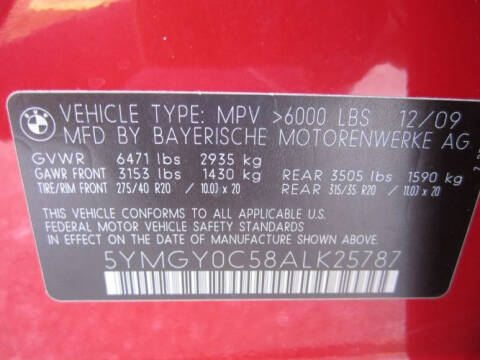 VEHICLE TYPE: MPV >6000 LBS 12/09
MFD BY BAYERISCHE MOTORENWERKE AG
GVWR 6471 lbs 2935 kg
GAWR FRONT 3153 lbs 1430 kg REAR 3505 lbs 1590 kg
TIRE/RIM FRONT 275/40 R20 / 10.0J x 20 REAR 315/35 R20 / 11.0J x 20
THIS VEHICLE CONFORMS TO ALL APPLICABLE U.S.
FEDERAL MOTOR VEHICLE SAFETY STANDARDS
IN EFFECT ON THE DATE OF MANUFACTURE SHOWN ABOVE.
5YMGY0C58ALK25787